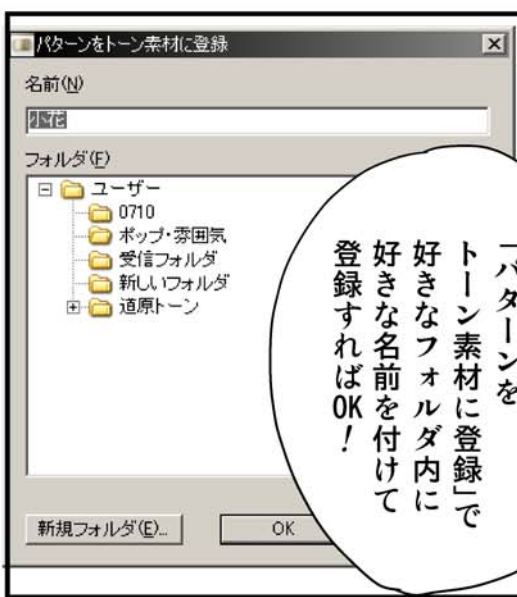 パターンをトーン素材に登録
名前(N)
小花
フォルダ(F)
ユーザー
0710
ポップ・雰囲気
受信フォルダ
新しいフォルダ
道原トーン
新規フォルダ(E)...
OK
「パターンを
トーン素材に登録」で
好きなフォルダ内に
好きな名前を付けて
登録すればOK!